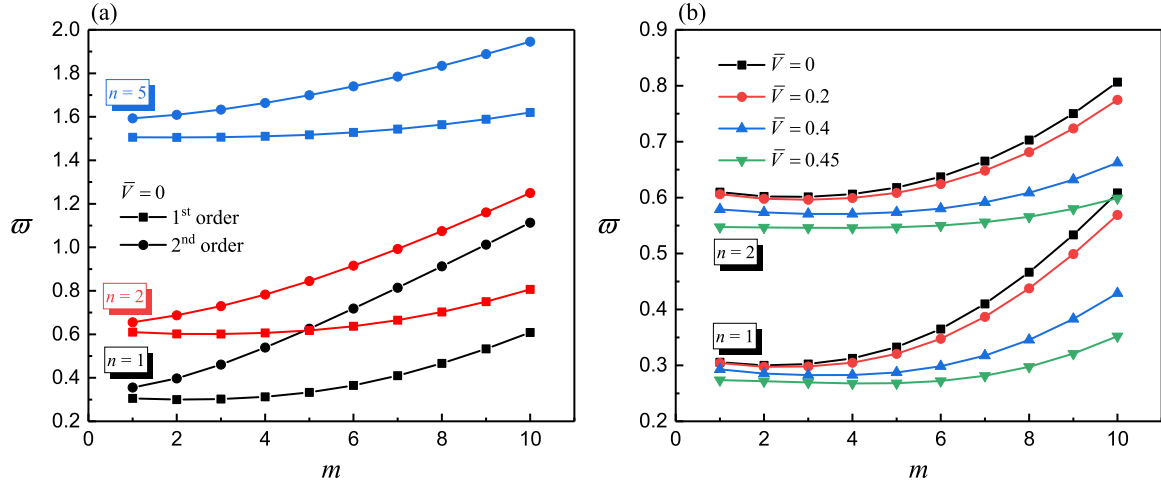 (a)
2.0
1.8
1.6
1.4
1.2
1.0
0.8
0.6
0.4
0.2
ϖ
n = 5
V̄ = 0
1st order
2nd order
n = 2
n = 1
0
2
4
6
8
10
m
(b)
0.9
0.8
0.7
0.6
0.5
0.4
0.3
0.2
ϖ
V̄ = 0
V̄ = 0.2
V̄ = 0.4
V̄ = 0.45
n = 2
n = 1
0
2
4
6
8
10
m